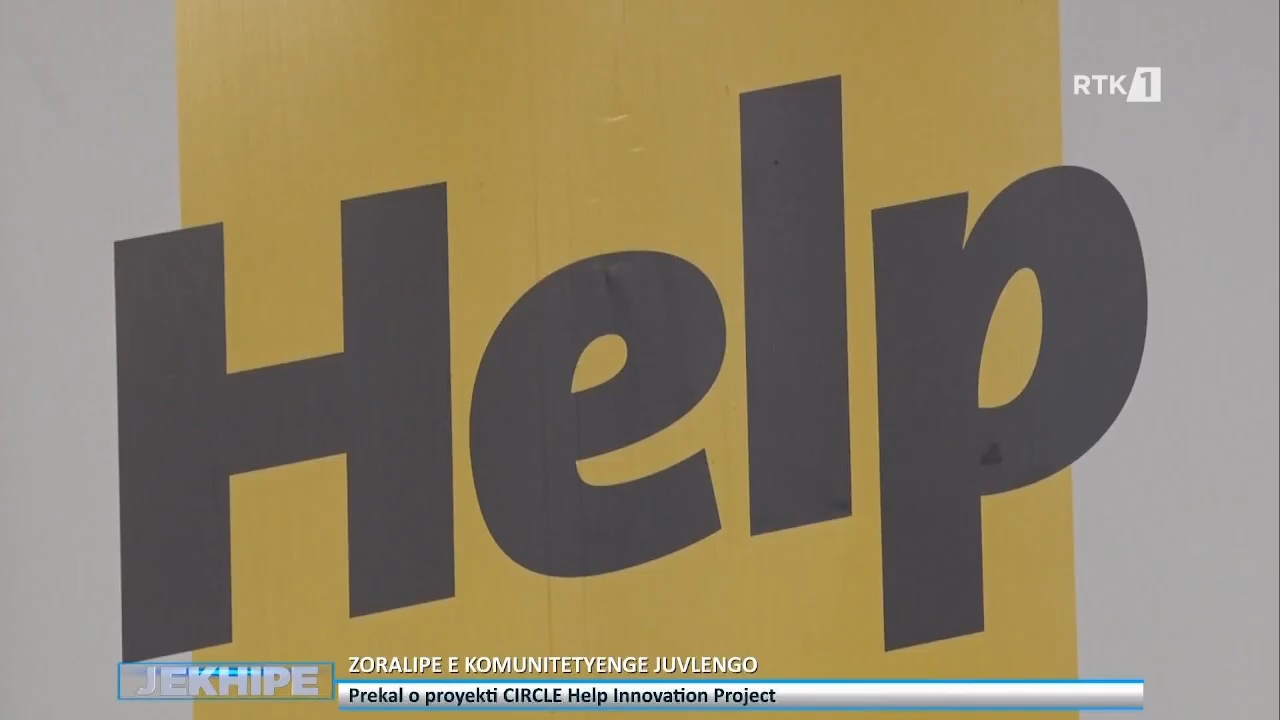 RTK 1
Help
JEKHIPE
ZORALIPE E KOMUNITETYENGE JUVLENGO
Prekal o proyekti CIRCLE Help Innovation Project